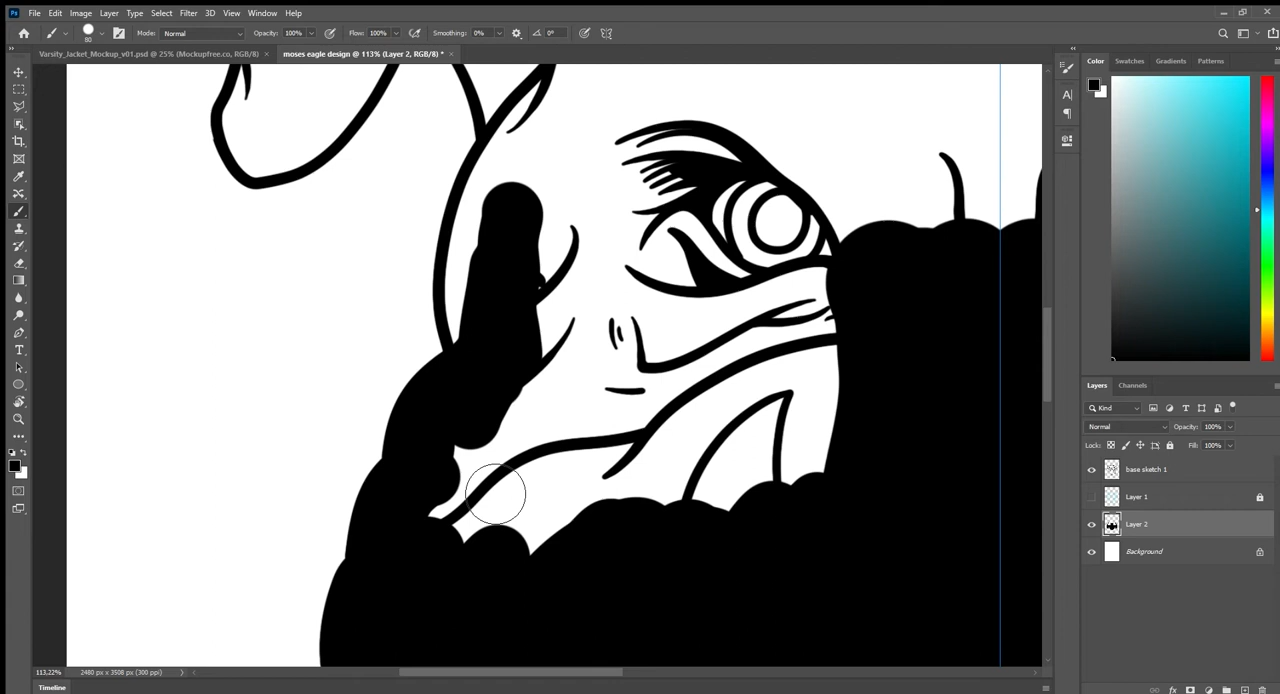 Ps File Edit Image Layer Type Select Filter 3D View Window Help
80 Mode: Normal Opacity: 100% Flow: 100% Smoothing: 0% 0°
Varsity_Jacket_Mockup_v01.psd @ 25% (Mockupfree.co, RGB/8) × moses eagle design @ 113% (Layer 2, RGB/8) * ×
Color Swatches Gradients Patterns
Layers Channels
Kind
Normal Opacity: 100%
Lock: Fill: 100%
base sketch 1
Layer 1
Layer 2
Background
113,22% 2480 px x 3508 px (300 ppi)
Timeline